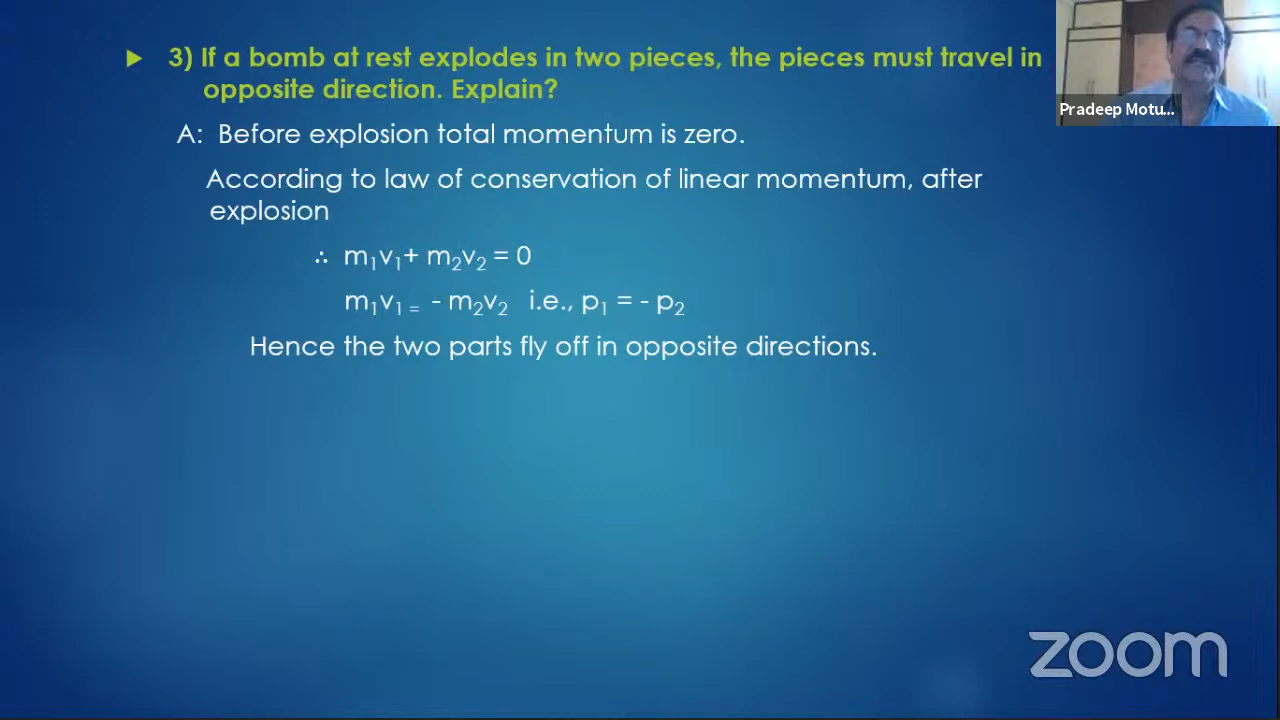 3) If a bomb at rest explodes in two pieces, the pieces must travel in
opposite direction. Explain?
A: Before explosion total momentum is zero.
According to law of conservation of linear momentum, after
explosion
∴ m₁v₁+ m₂v₂ = 0
m₁v₁ ₌ - m₂v₂ i.e., p₁ = - p₂
Hence the two parts fly off in opposite directions.
Pradeep Motu...
zoom